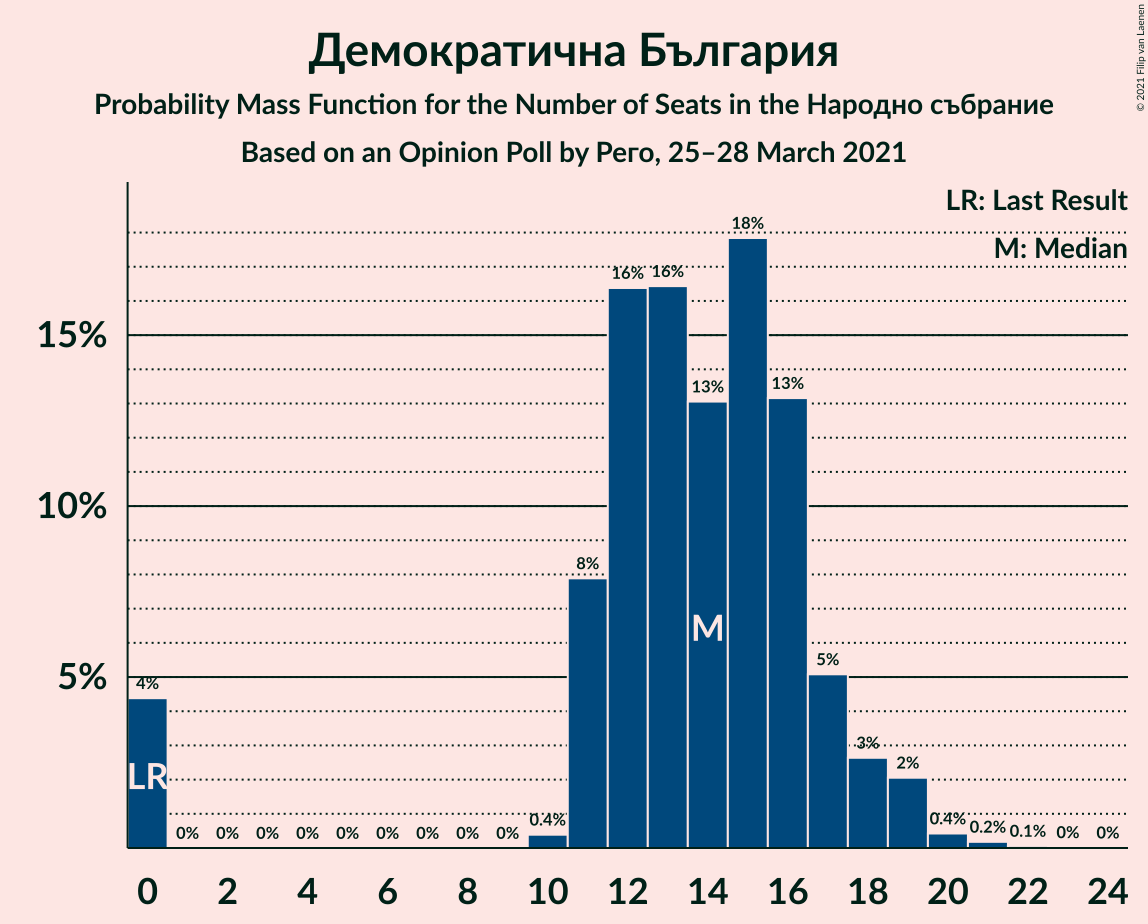 Демократична България
Probability Mass Function for the Number of Seats in the Народно събрание
Based on an Opinion Poll by Рего, 25–28 March 2021
© 2021 Filip van Laenen
LR: Last Result
M: Median
18%
16% 16%
15%
13% 13%
10%
8%
M
5%
5%
4%
3%
2%
LR
0.4% 0.4% 0.2% 0.1%
0% 0% 0% 0% 0% 0% 0% 0% 0% 0% 0%
0 2 4 6 8 10 12 14 16 18 20 22 24